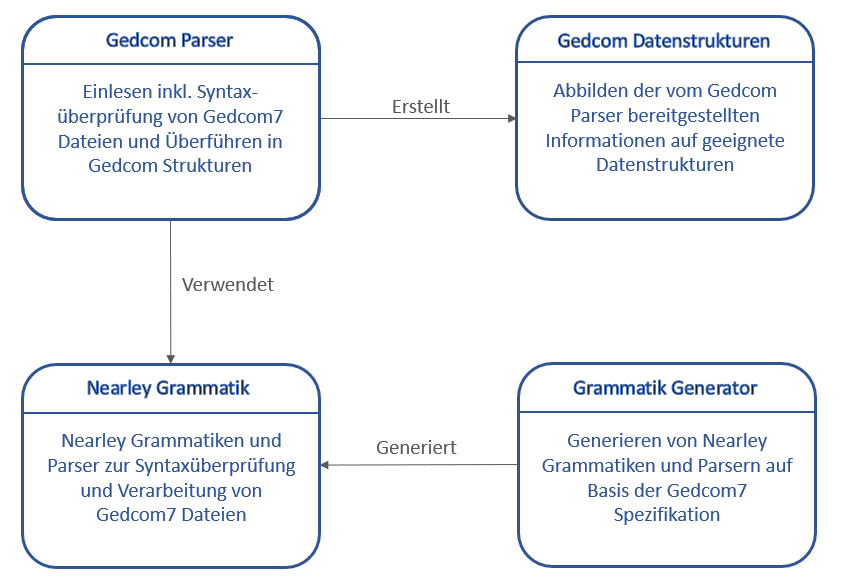 Gedcom Parser
Einlesen inkl. Syntax-
überprüfung von Gedcom7
Dateien und Überführen in
Gedcom Strukturen
Erstellt
Gedcom Datenstrukturen
Abbilden der vom Gedcom
Parser bereitgestellten
Informationen auf geeignete
Datenstrukturen
Verwendet
Nearley Grammatik
Nearley Grammatiken und
Parser zur Syntaxüberprüfung
und Verarbeitung von
Gedcom7 Dateien
Generiert
Grammatik Generator
Generieren von Nearley
Grammatiken und Parsern auf
Basis der Gedcom7
Spezifikation